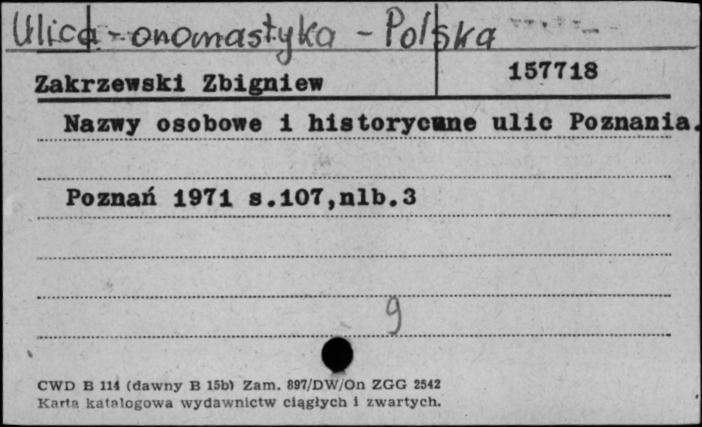 Ulica - onomastyka - Polska
157718
Zakrzewski Zbigniew
Nazwy osobowe i historyczne ulic Poznania.
Poznań 1971 s.107,nlb.3
9
CWD B 114 (dawny B 15b) Zam. 897/DW/On ZGG 2542
Karta katalogowa wydawnictw ciągłych i zwartych.